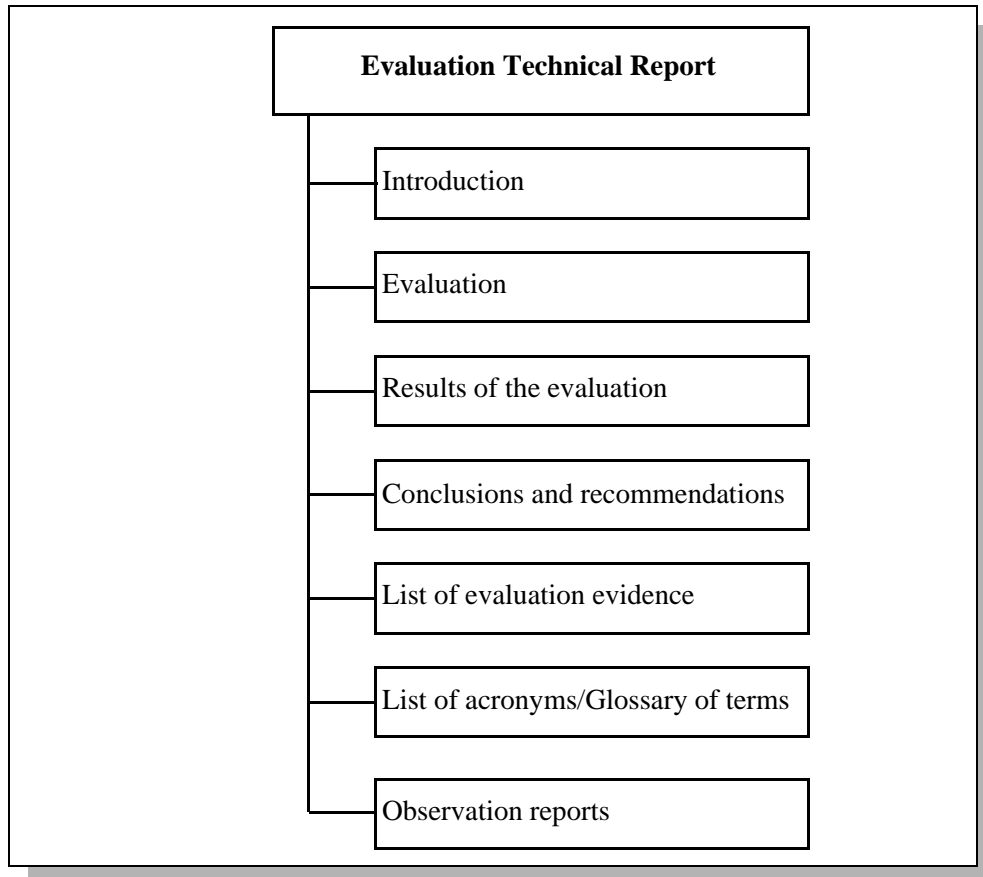 Evaluation Technical Report
Introduction
Evaluation
Results of the evaluation
Conclusions and recommendations
List of evaluation evidence
List of acronyms/Glossary of terms
Observation reports